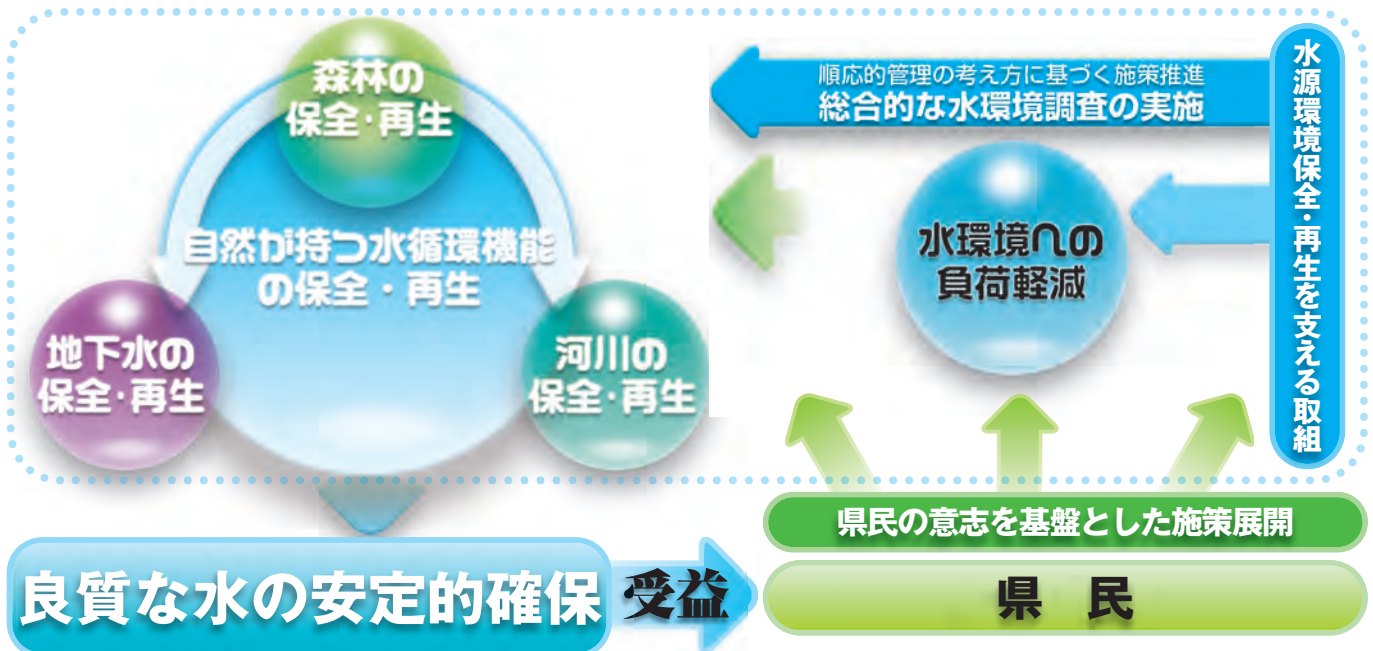 森林の
保全・再生
自然が持つ水循環機能
の保全・再生
地下水の
保全・再生
河川の
保全・再生
順応的管理の考え方に基づく施策推進
総合的な水環境調査の実施
水環境への
負荷軽減
水源環境保全・再生を支える取組
県民の意志を基盤とした施策展開
良質な水の安定的確保
受益
県　民